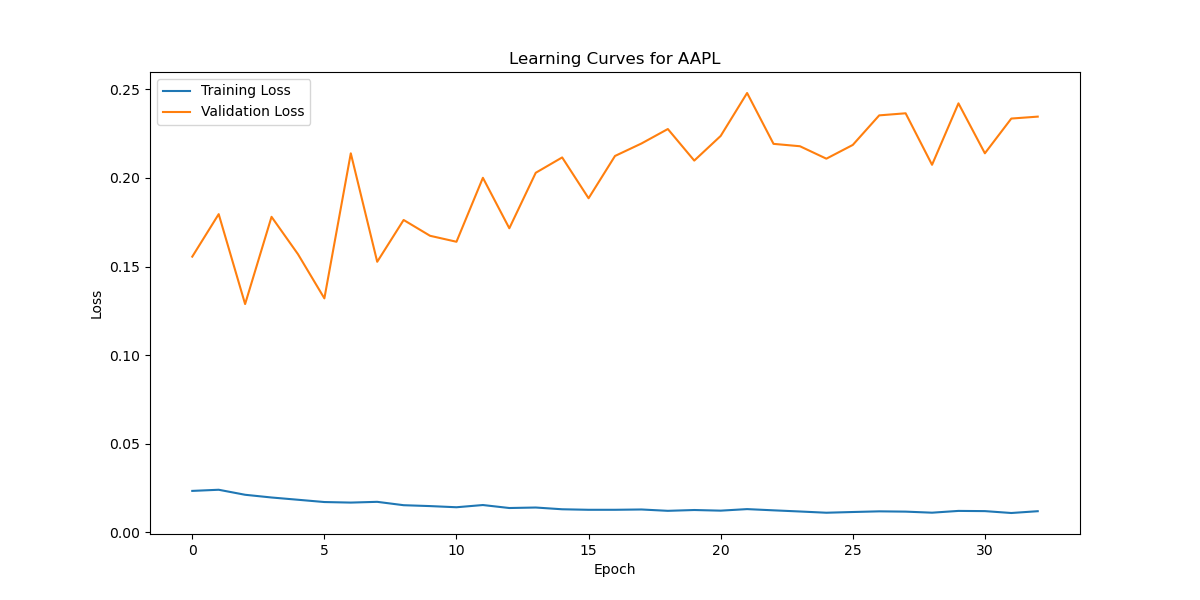 Learning Curves for AAPL
Training Loss
Validation Loss
0.25
0.20
0.15
0.10
0.05
0.00
Loss
0 5 10 15 20 25 30
Epoch